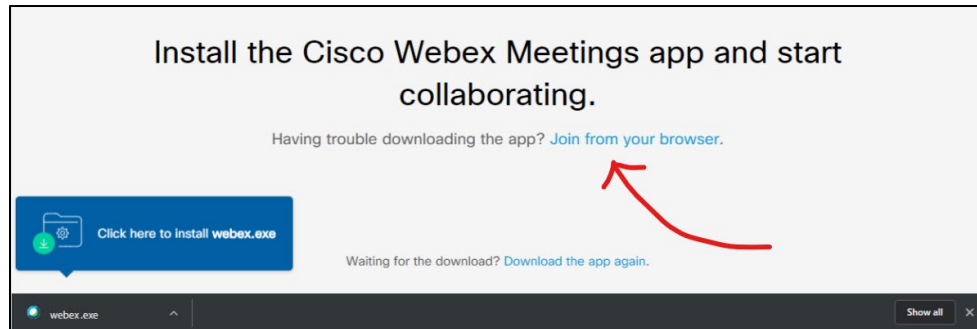 Install the Cisco Webex Meetings app and start
collaborating.
Having trouble downloading the app? Join from your browser.
Click here to install webex.exe
Waiting for the download? Download the app again.
webex.exe
Show all